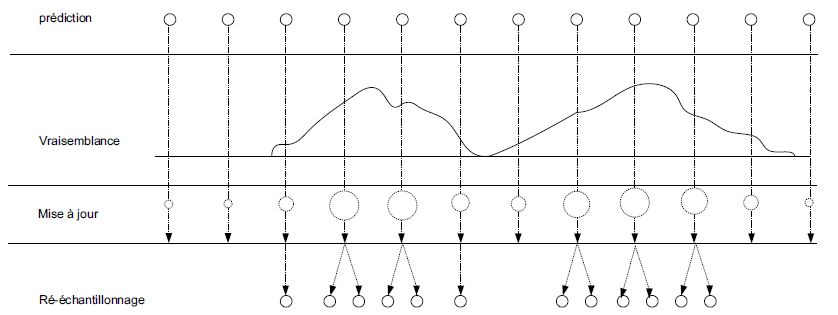 prédiction
Vraisemblance
Mise à jour
Ré-échantillonnage